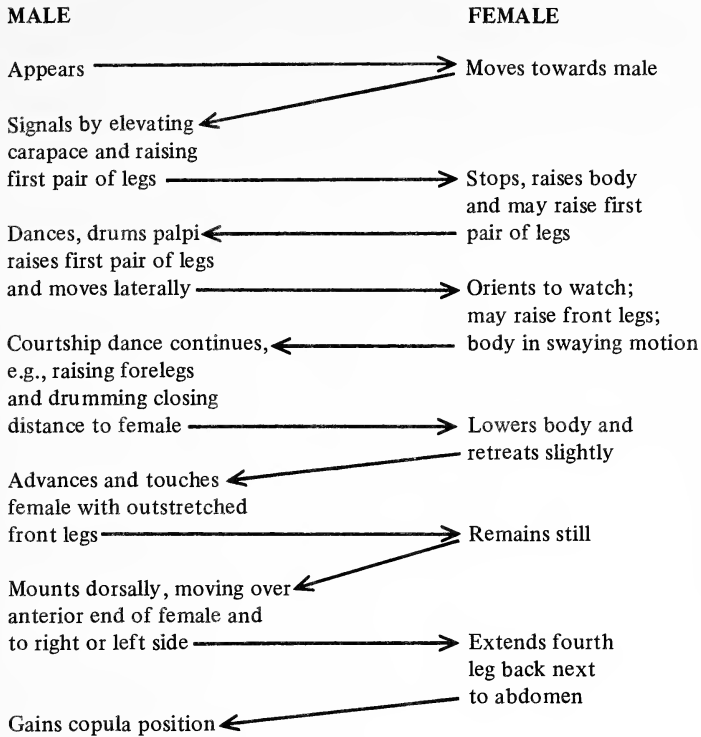 MALE
FEMALE
Appears
Moves towards male
Signals by elevating
carapace and raising
first pair of legs
Stops, raises body
and may raise first
pair of legs
Dances, drums palpi
raises first pair of legs
and moves laterally
Orients to watch;
may raise front legs;
body in swaying motion
Courtship dance continues,
e.g., raising forelegs
and drumming closing
distance to female
Lowers body and
retreats slightly
Advances and touches
female with outstretched
front legs
Remains still
Mounts dorsally, moving over
anterior end of female and
to right or left side
Extends fourth
leg back next
to abdomen
Gains copula position